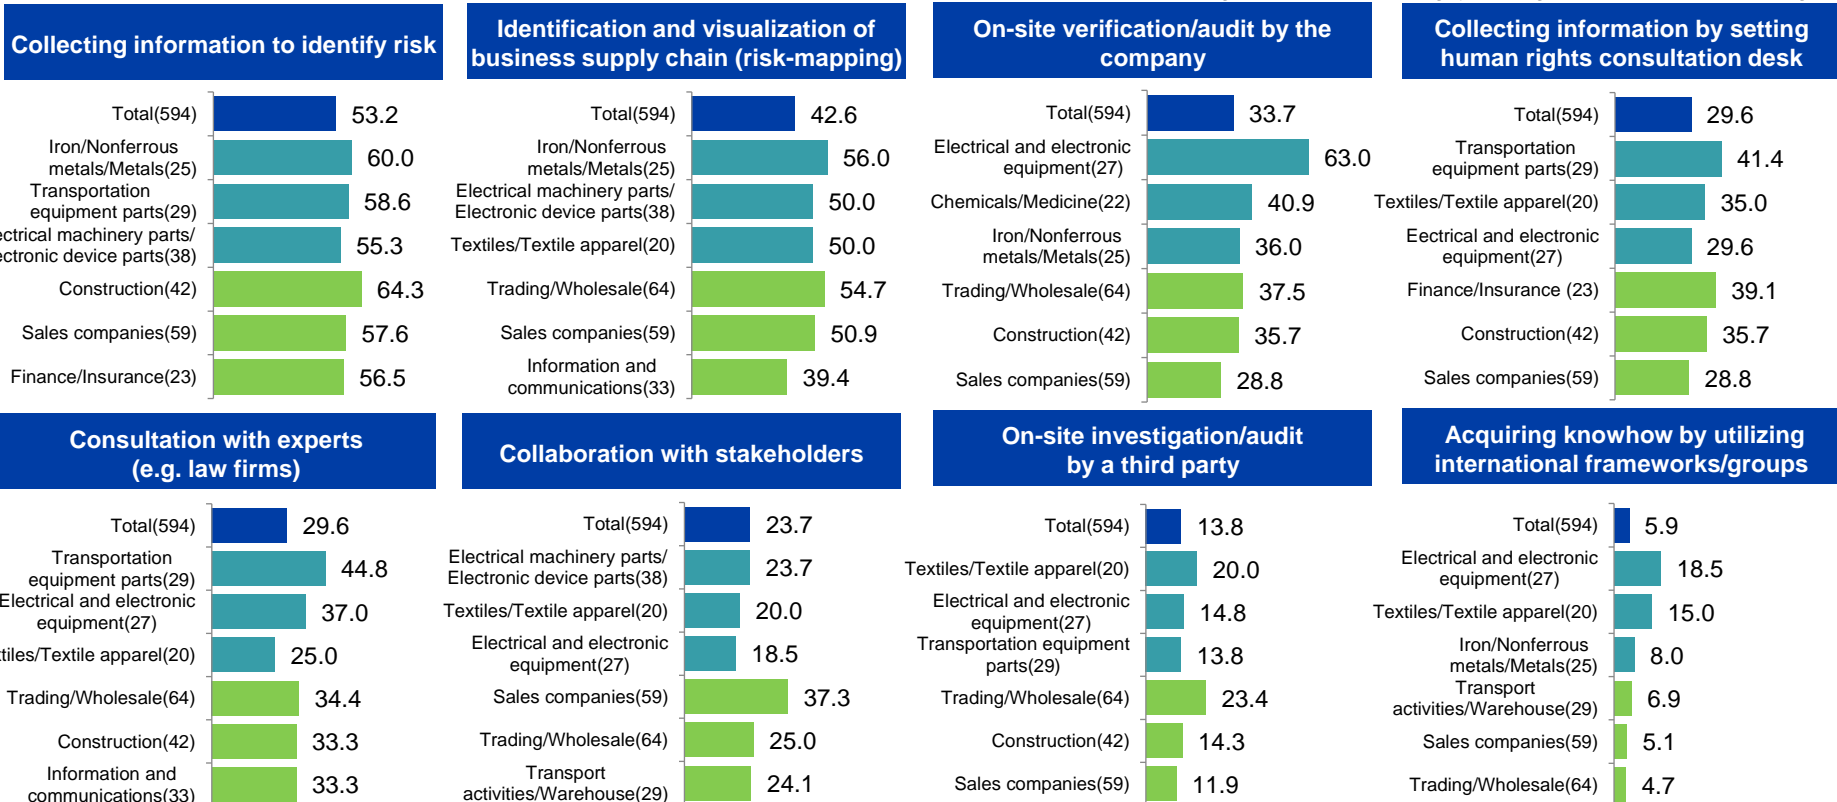 Collecting information to identify risk
Total(594)
53.2
Iron/Nonferrous
metals/Metals(25)
60.0
Transportation
equipment parts(29)
58.6
ectrical machinery parts/
ectronic device parts(38)
55.3
Construction(42)
64.3
Sales companies(59)
57.6
Finance/Insurance(23)
56.5
Identification and visualization of
business supply chain (risk-mapping)
Total(594)
42.6
Iron/Nonferrous
metals/Metals(25)
56.0
Electrical machinery parts/
Electronic device parts(38)
50.0
Textiles/Textile apparel(20)
50.0
Trading/Wholesale(64)
54.7
Sales companies(59)
50.9
Information and
communications(33)
39.4
On-site verification/audit by the
company
Total(594)
33.7
Electrical and electronic
equipment(27)
63.0
Chemicals/Medicine(22)
40.9
Iron/Nonferrous
metals/Metals(25)
36.0
Trading/Wholesale(64)
37.5
Construction(42)
35.7
Sales companies(59)
28.8
Collecting information by setting
human rights consultation desk
Total(594)
29.6
Transportation
equipment parts(29)
41.4
Textiles/Textile apparel(20)
35.0
Eectrical and electronic
equipment(27)
29.6
Finance/Insurance (23)
39.1
Construction(42)
35.7
Sales companies(59)
28.8
Consultation with experts
(e.g. law firms)
Total(594)
29.6
Transportation
equipment parts(29)
44.8
Electrical and electronic
equipment(27)
37.0
tiles/Textile apparel(20)
25.0
Trading/Wholesale(64)
34.4
Construction(42)
33.3
Information and
communications(33)
33.3
Collaboration with stakeholders
Total(594)
23.7
Electrical machinery parts/
Electronic device parts(38)
23.7
Textiles/Textile apparel(20)
20.0
Electrical and electronic
equipment(27)
18.5
Sales companies(59)
37.3
Trading/Wholesale(64)
25.0
Transport
activities/Warehouse(29)
24.1
On-site investigation/audit
by a third party
Total(594)
13.8
Textiles/Textile apparel(20)
20.0
Electrical and electronic
equipment(27)
14.8
Transportation equipment
parts(29)
13.8
Trading/Wholesale(64)
23.4
Construction(42)
14.3
Sales companies(59)
11.9
Acquiring knowhow by utilizing
international frameworks/groups
Total(594)
5.9
Electrical and electronic
equipment(27)
18.5
Textiles/Textile apparel(20)
15.0
Iron/Nonferrous
metals/Metals(25)
8.0
Transport
activities/Warehouse(29)
6.9
Sales companies(59)
5.1
Trading/Wholesale(64)
4.7